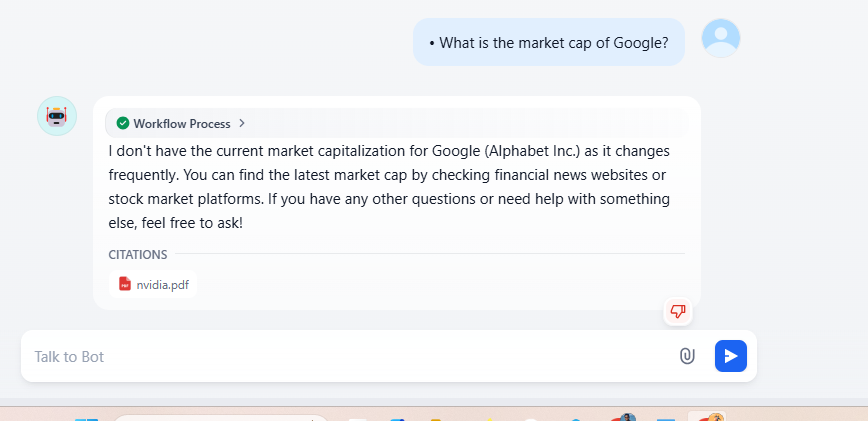 • What is the market cap of Google?
Workflow Process
I don't have the current market capitalization for Google (Alphabet Inc.) as it changes
frequently. You can find the latest market cap by checking financial news websites or
stock market platforms. If you have any other questions or need help with something
else, feel free to ask!
CITATIONS
nvidia.pdf
Talk to Bot